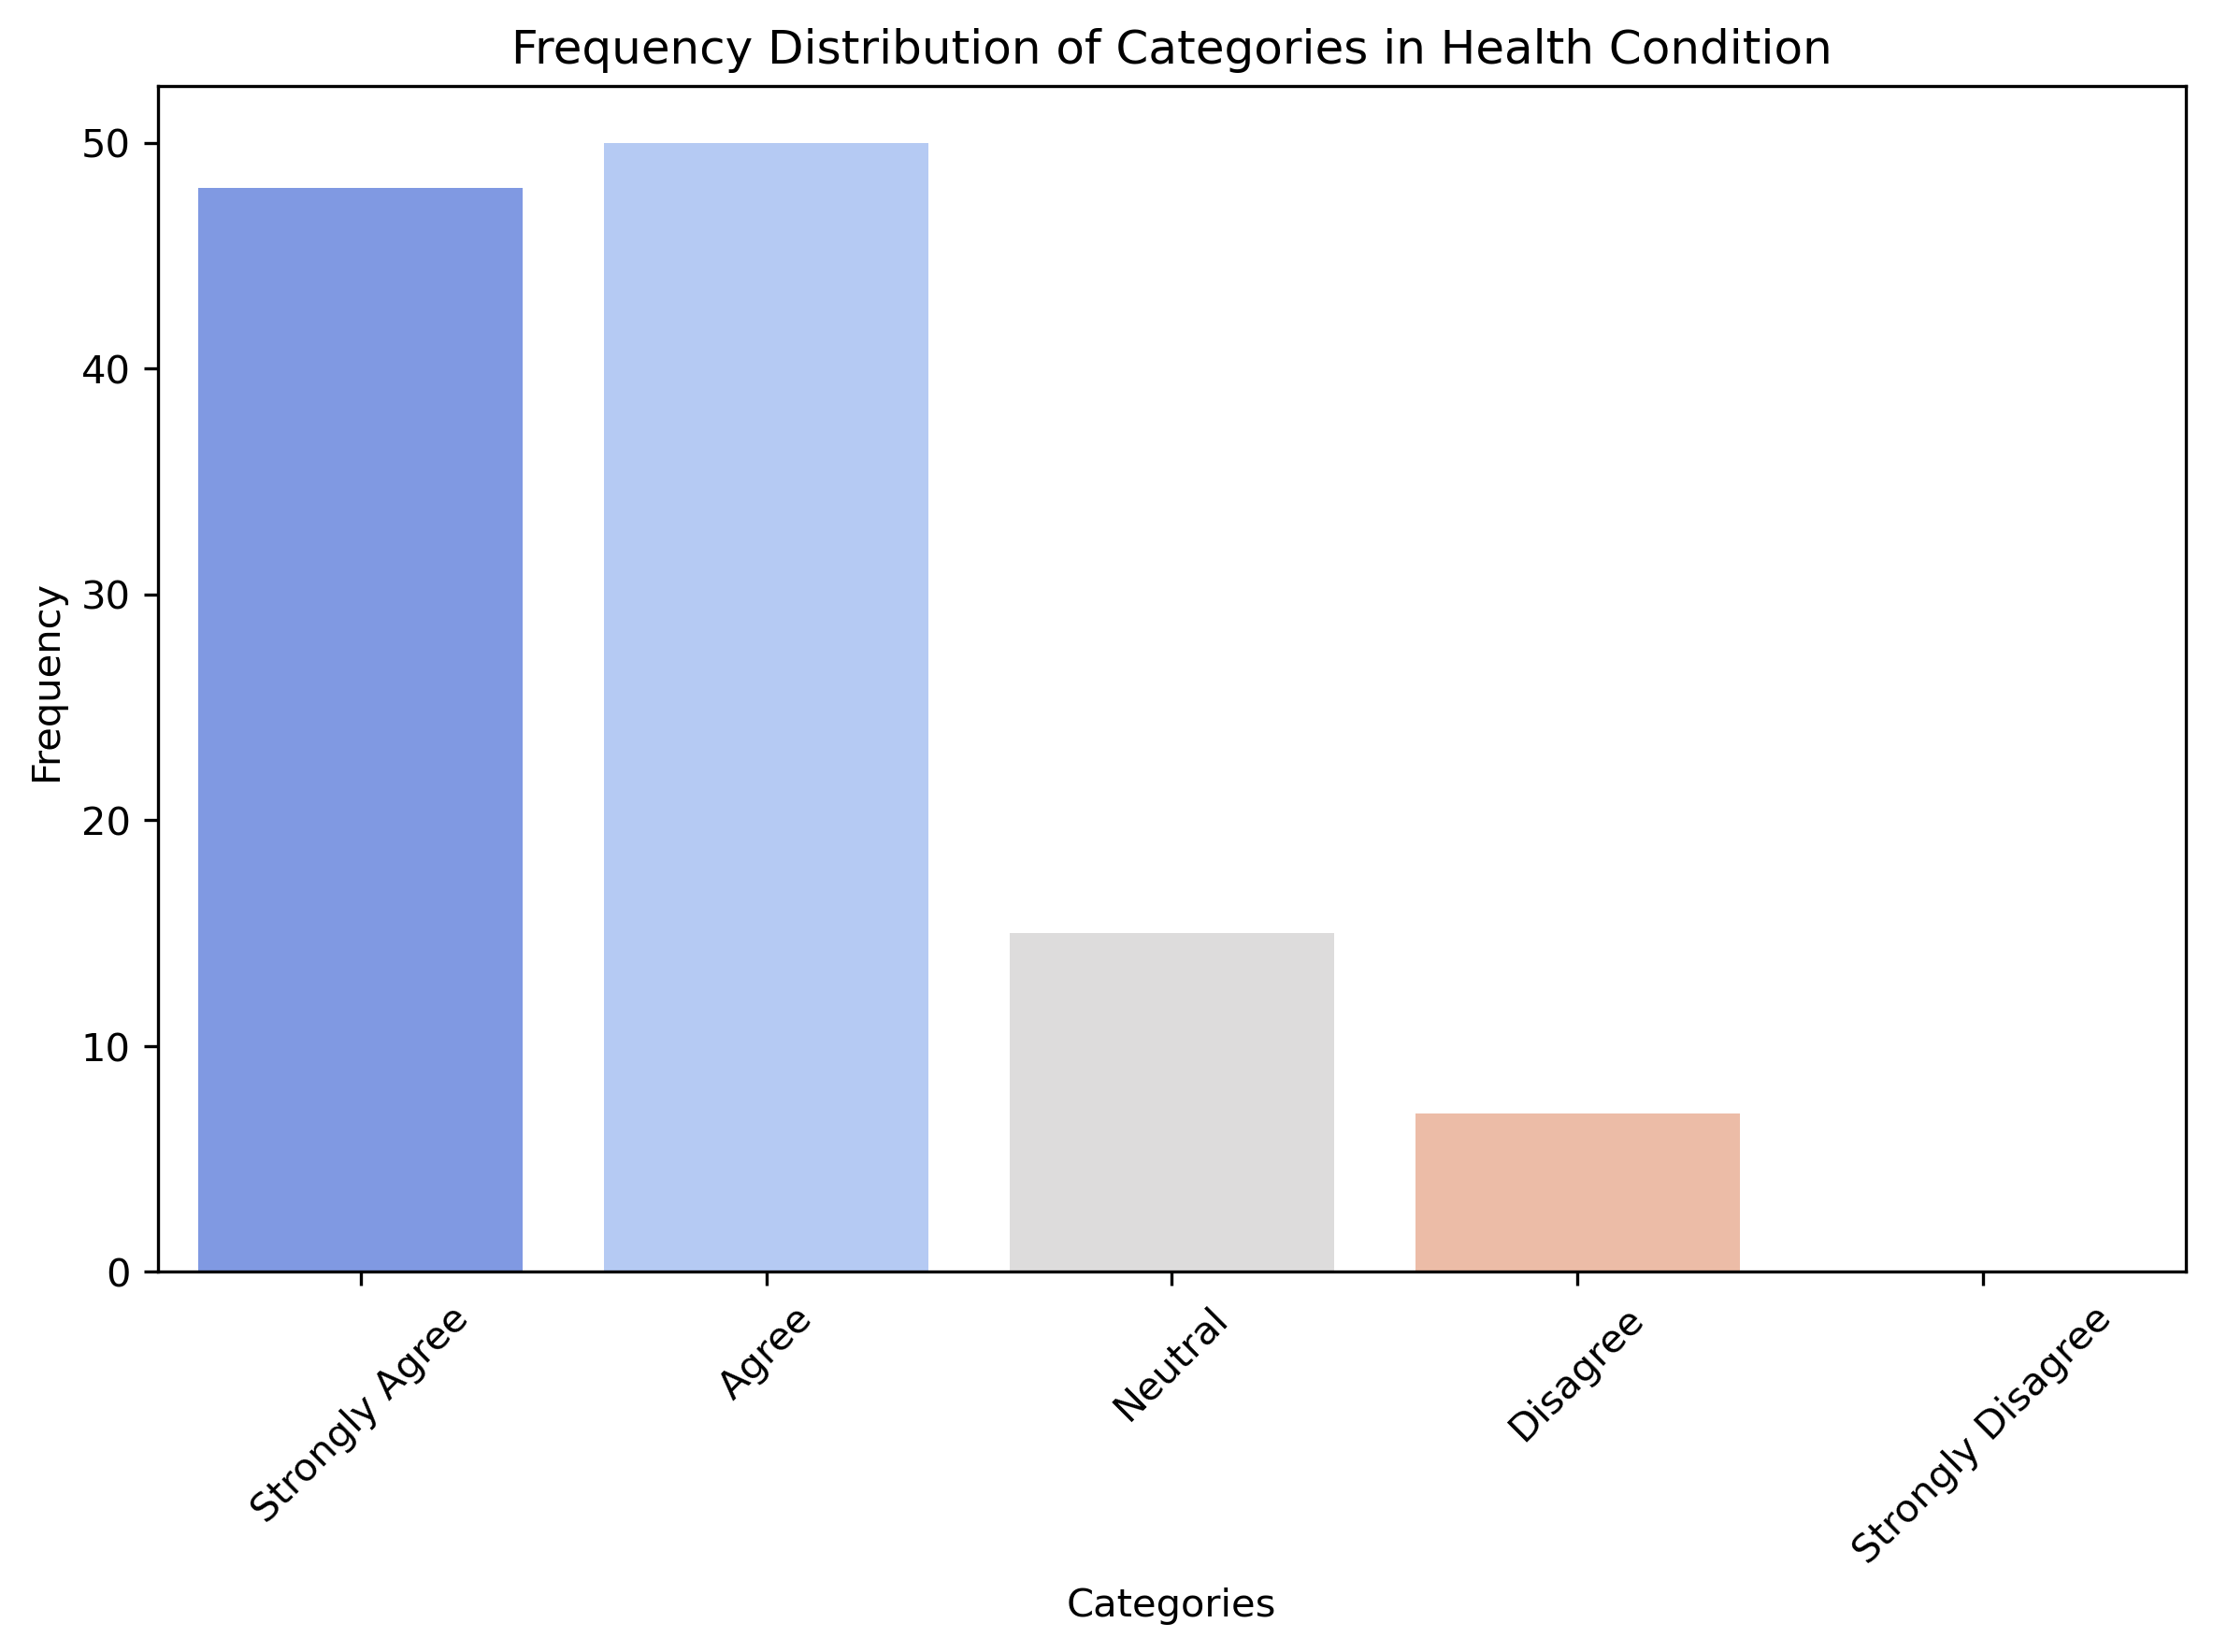 Frequency Distribution of Categories in Health Condition
50
40
30
20
10
0
Frequency
Strongly Agree
Agree
Neutral
Disagree
Strongly Disagree
Categories